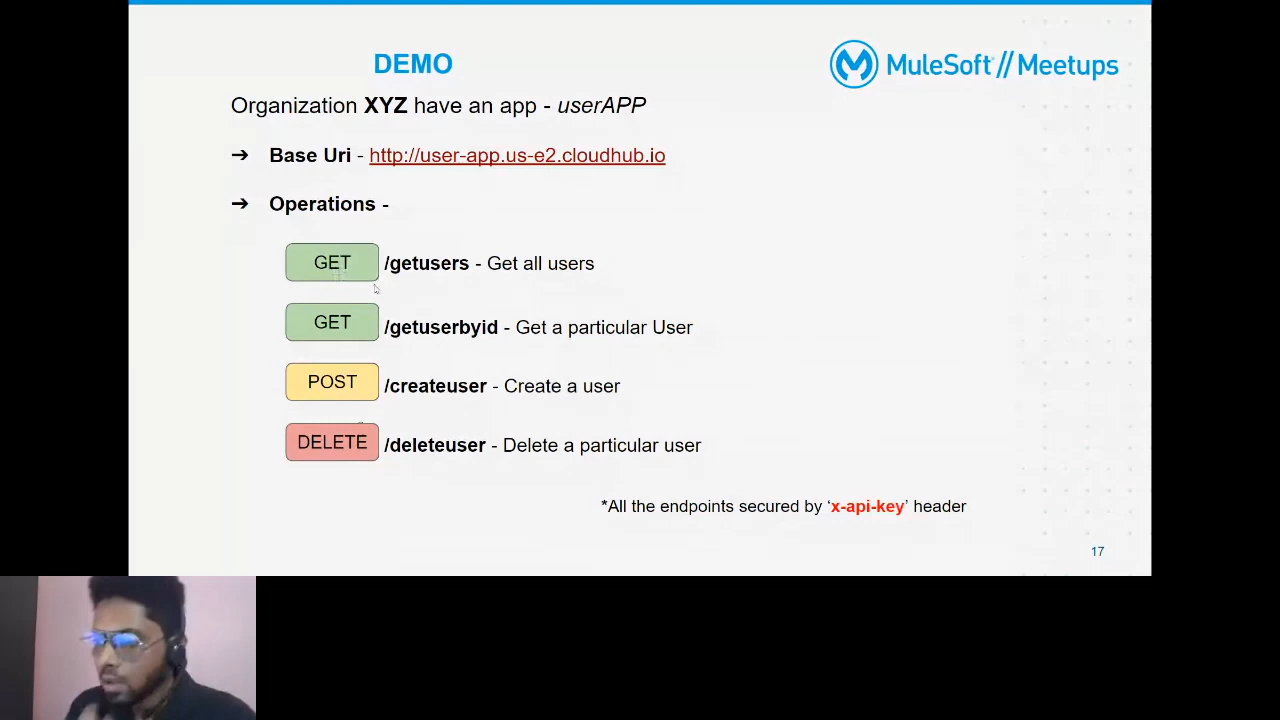 DEMO
MuleSoft // Meetups
Organization XYZ have an app - userAPP
➔ Base Uri - http://user-app.us-e2.cloudhub.io
➔ Operations -
GET /getusers - Get all users
GET /getuserbyid - Get a particular User
POST /createuser - Create a user
DELETE /deleteuser - Delete a particular user
*All the endpoints secured by ‘x-api-key’ header
17